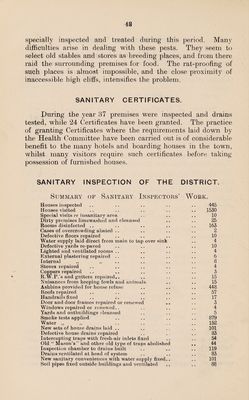 48
specially inspected and treated during this period. Many
difficulties arise in dealing with these pests. They seem to
select old stables and stores as breeding places, and from there
raid the surrounding premises for food. The rat-proofing of
such places is almost impossible, and the close proximity of
inaccessible high cliffs, intensifies the problem.
SANITARY CERTIFICATES.
During the year 37 premises were inspected and drains
tested, while 24 Certificates have been granted. The practice
of granting Certificates where the requirements laid down by
the Health Committee have been carried out is of considerable
benefit to the many hotels and boarding houses in the town,
whilst many visitors require such certificates before taking
possession of furnished houses.
SANITARY INSPECTION OF THE DISTRICT.
Summary of Sanitary Inspectors' Work.
Houses inspected .. .. .. .. 445
Houses visited .. .. .. .. 1530
Special visits re insanitary area .. .. .. 10
Dirty premises limewashed and cleansed .. .. 25
Rooms disinfected .. .. .. .. 163
Cases of overcrowding abated .. .. .. 2
Defective floors repaired .. .. .. 10
Water supply laid direct from main to tap over sink .. 4
Defective yards re-paved .. .. .. 10
Lighted and ventilated rooms .. .. .. 4
External plastering repaired .. .. .. 6
Internal .. .. .. 6
Stoves repaired .. .. .. .. 4
Coppers repaired .. .. .. .. 3
R.W.P.'s and gutters repaired .. .. .. 15
Nuisances from keeping fowls and animals .. .. 15
Ashbins provided for house refuse .. .. 448
Roofs repaired .. .. .. .. 57
Handrails fixed .. .. .. .. 17
Door and door frames repaired or renewed .. .. 3
Windows repaired or renewed .. .. .. 4
Yards and outbuildings cleansed .. .. .. 5
Smoke tests applied .. .. .. .. 529
Water .. .. .. .. 132
New sets of house drains laid .. .. .. 101
Defective house drains repaired .. .. .. 83
Intercepting traps with fresh-air inlets fixed .. 54
Old "Mason's" and other old type of traps abolished .. 44
Inspection chamber to drains built .. .. 96
Drains ventilated at head of system .. .. 83
New sanitary conveniences with water supply fixed .. 101
Soil pipes fixed outside buildings and ventilated .. 88